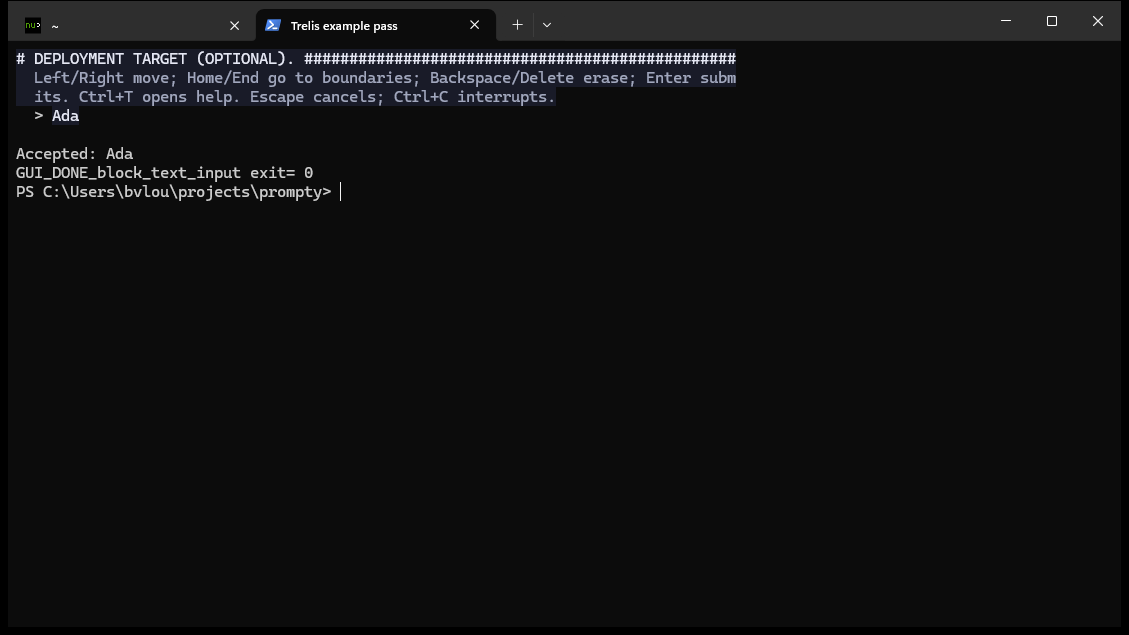 nu> ~
Trelis example pass
# DEPLOYMENT TARGET (OPTIONAL). ################################################
Left/Right move; Home/End go to boundaries; Backspace/Delete erase; Enter subm
its. Ctrl+T opens help. Escape cancels; Ctrl+C interrupts.
> Ada
Accepted: Ada
GUI_DONE_block_text_input exit= 0
PS C:\Users\bvlou\projects\prompty>